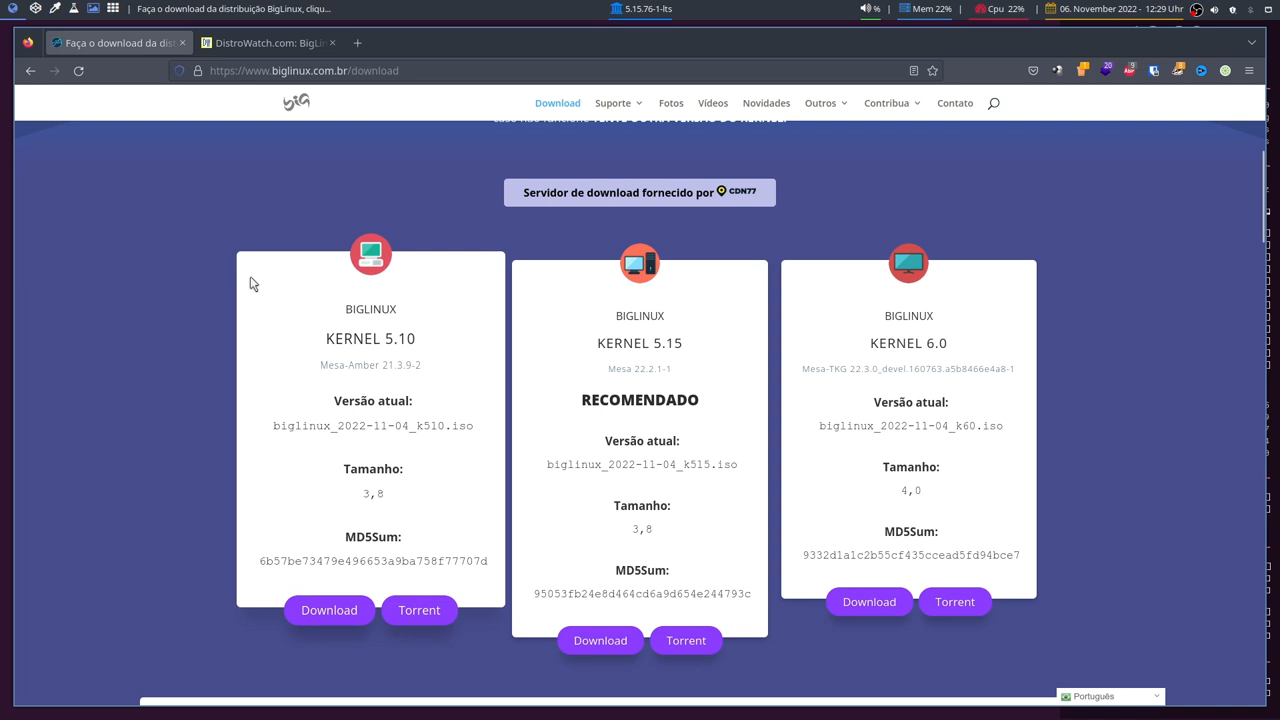 Faça o download da distribuição BigLinux, cliqu...
5.15.76-lts
%
Mem 22%
Cpu 22%
06. November 2022 - 12:29 Uhr
Faça o download da dis
DistroWatch.com: BigLin
https://www.biglinux.com.br/download
BIG
Download
Suporte
Fotos
Vídeos
Novidades
Outros
Contribua
Contato
Servidor de download fornecido por CDN77
BIGLINUX
KERNEL 5.10
Mesa-Amber 21.3.9-2
Versão atual:
biglinux_2022-11-04_k510.iso
Tamanho:
3,8
MD5Sum:
6b57be73479e496653a9ba758f77707d
Download
Torrent
BIGLINUX
KERNEL 5.15
Mesa 22.2.1-1
RECOMENDADO
Versão atual:
biglinux_2022-11-04_k515.iso
Tamanho:
3,8
MD5Sum:
95053fb24e8d464cd6a9d654e244793c
Download
Torrent
BIGLINUX
KERNEL 6.0
Mesa-TKG 22.3.0_devel.160763.a5b8466e4a8-1
Versão atual:
biglinux_2022-11-04_k60.iso
Tamanho:
4,0
MD5Sum:
9332d1a1c2b55cf435ccead5fd94bce7
Download
Torrent
Português